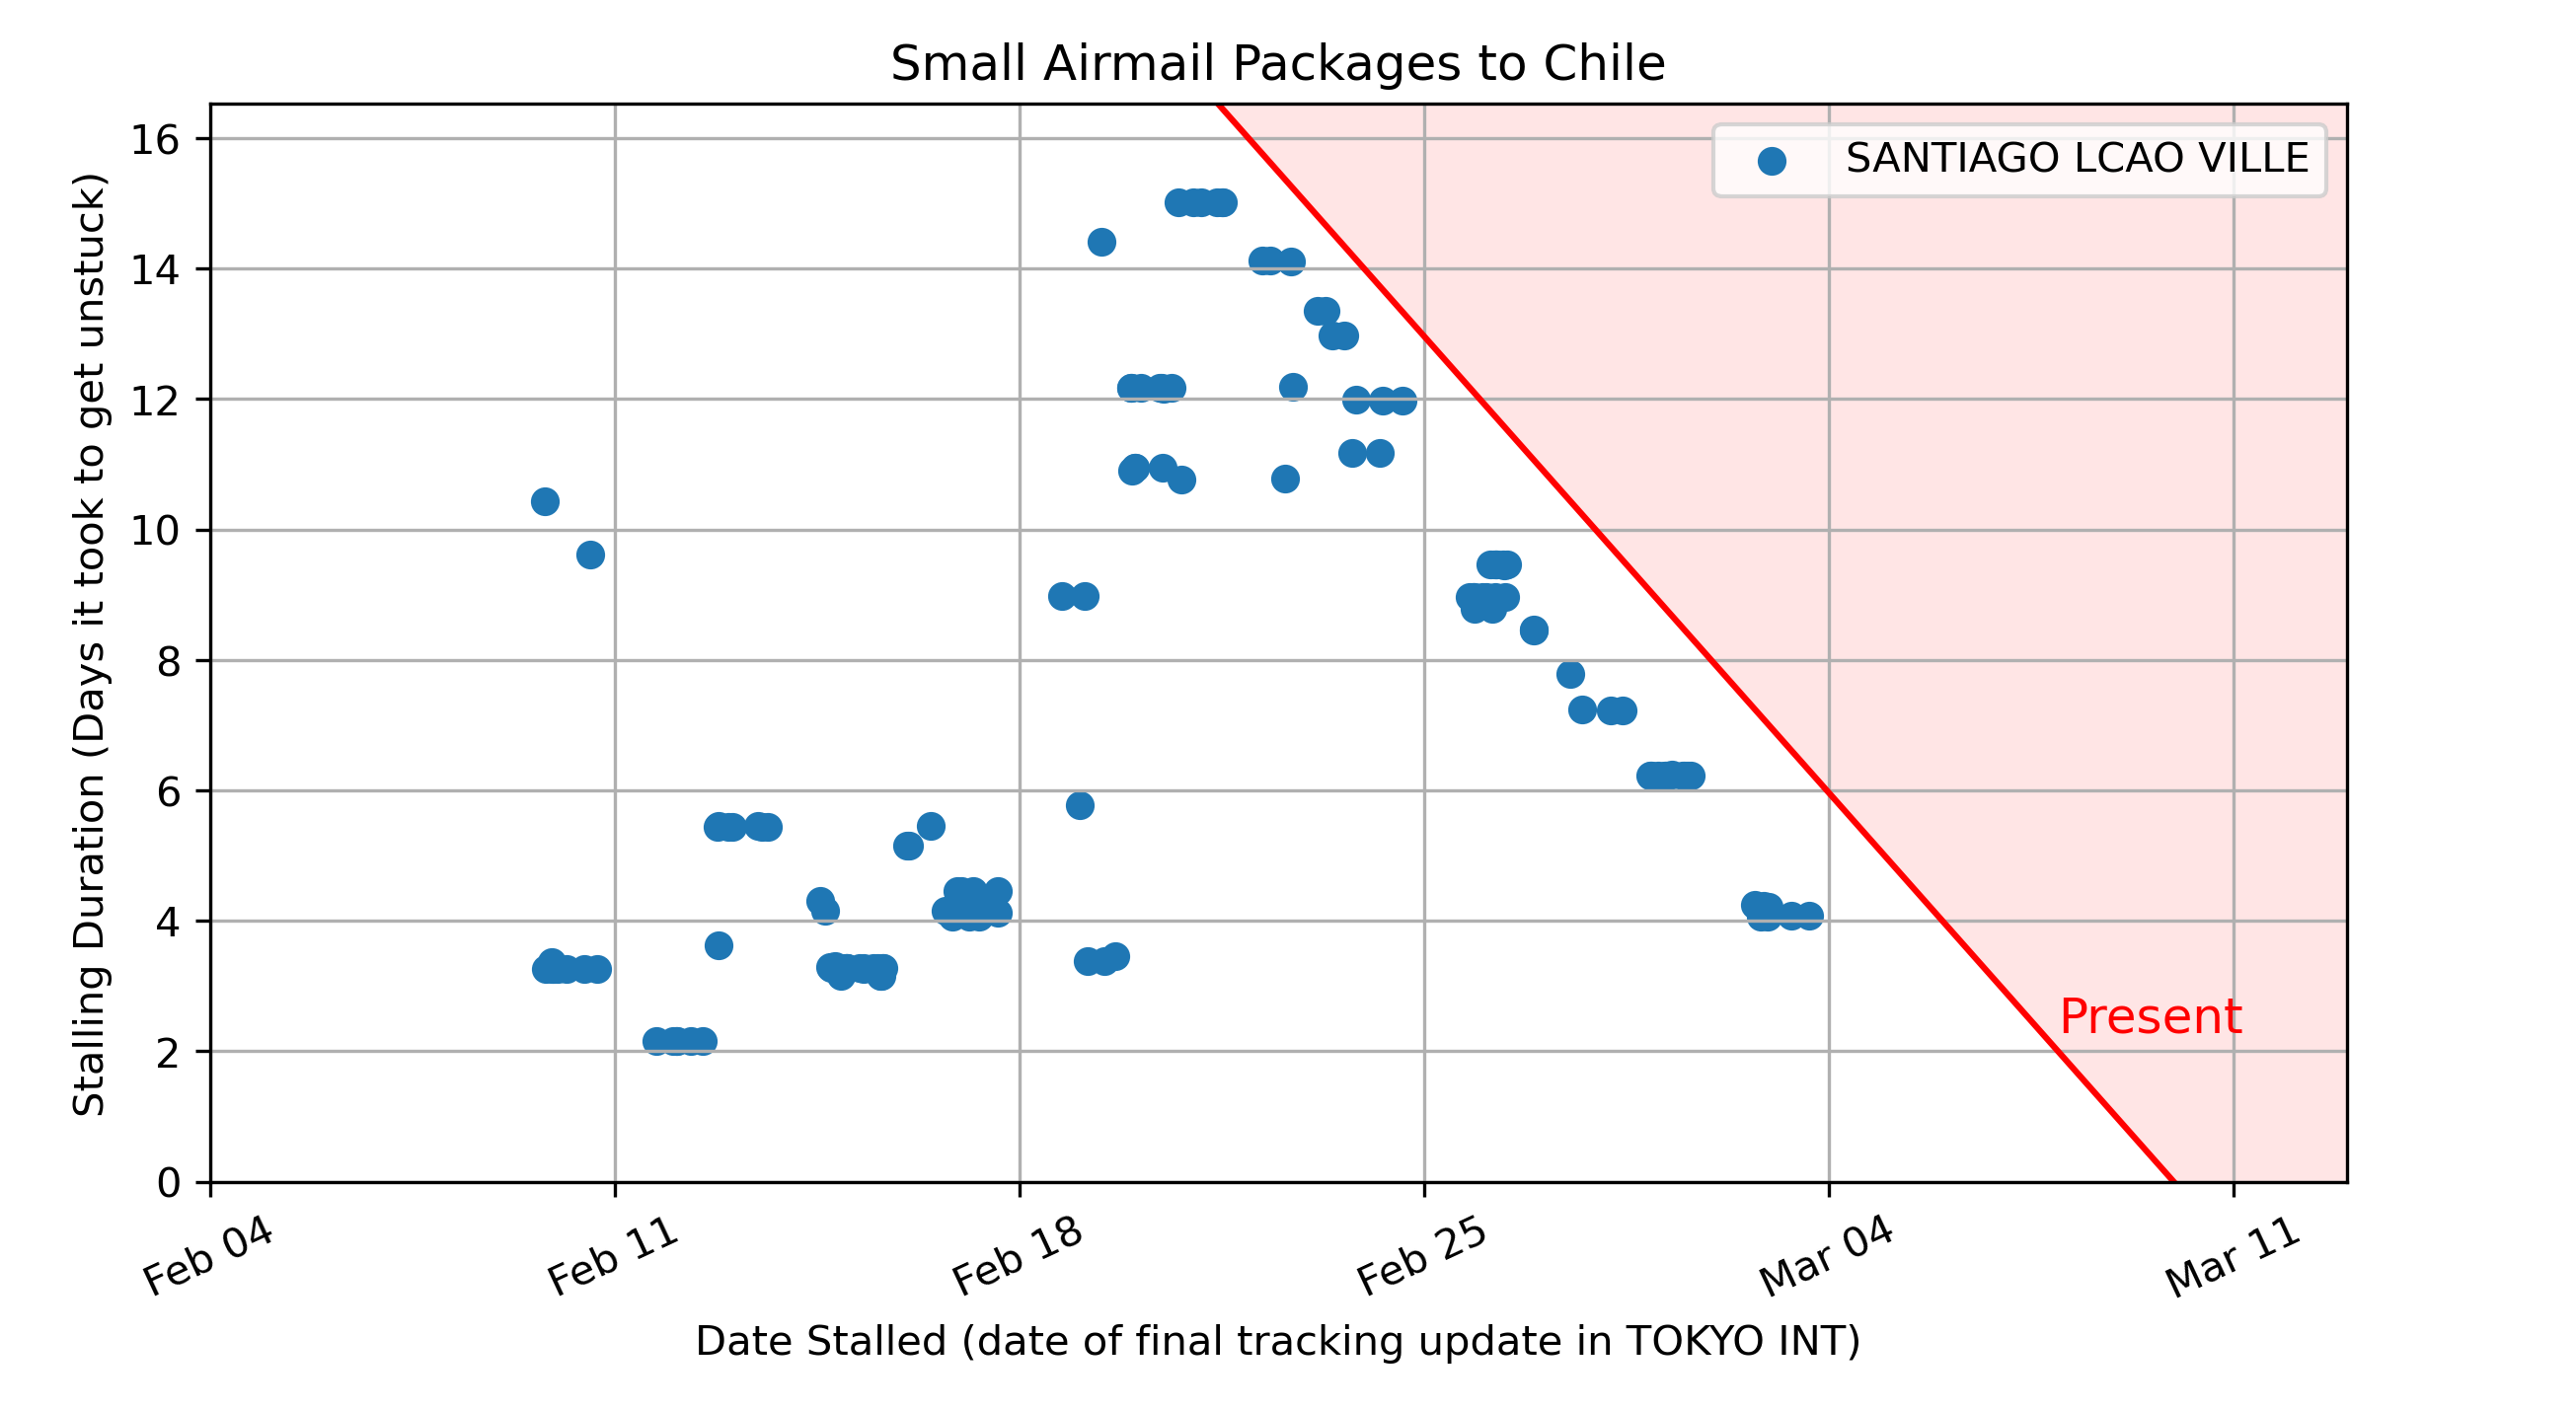 Small Airmail Packages to Chile
SANTIAGO LCAO VILLE
Stalling Duration (Days it took to get unstuck)
16
14
12
10
8
6
4
2
0
Present
Feb 04
Feb 11
Feb 18
Feb 25
Mar 04
Mar 11
Date Stalled (date of final tracking update in TOKYO INT)